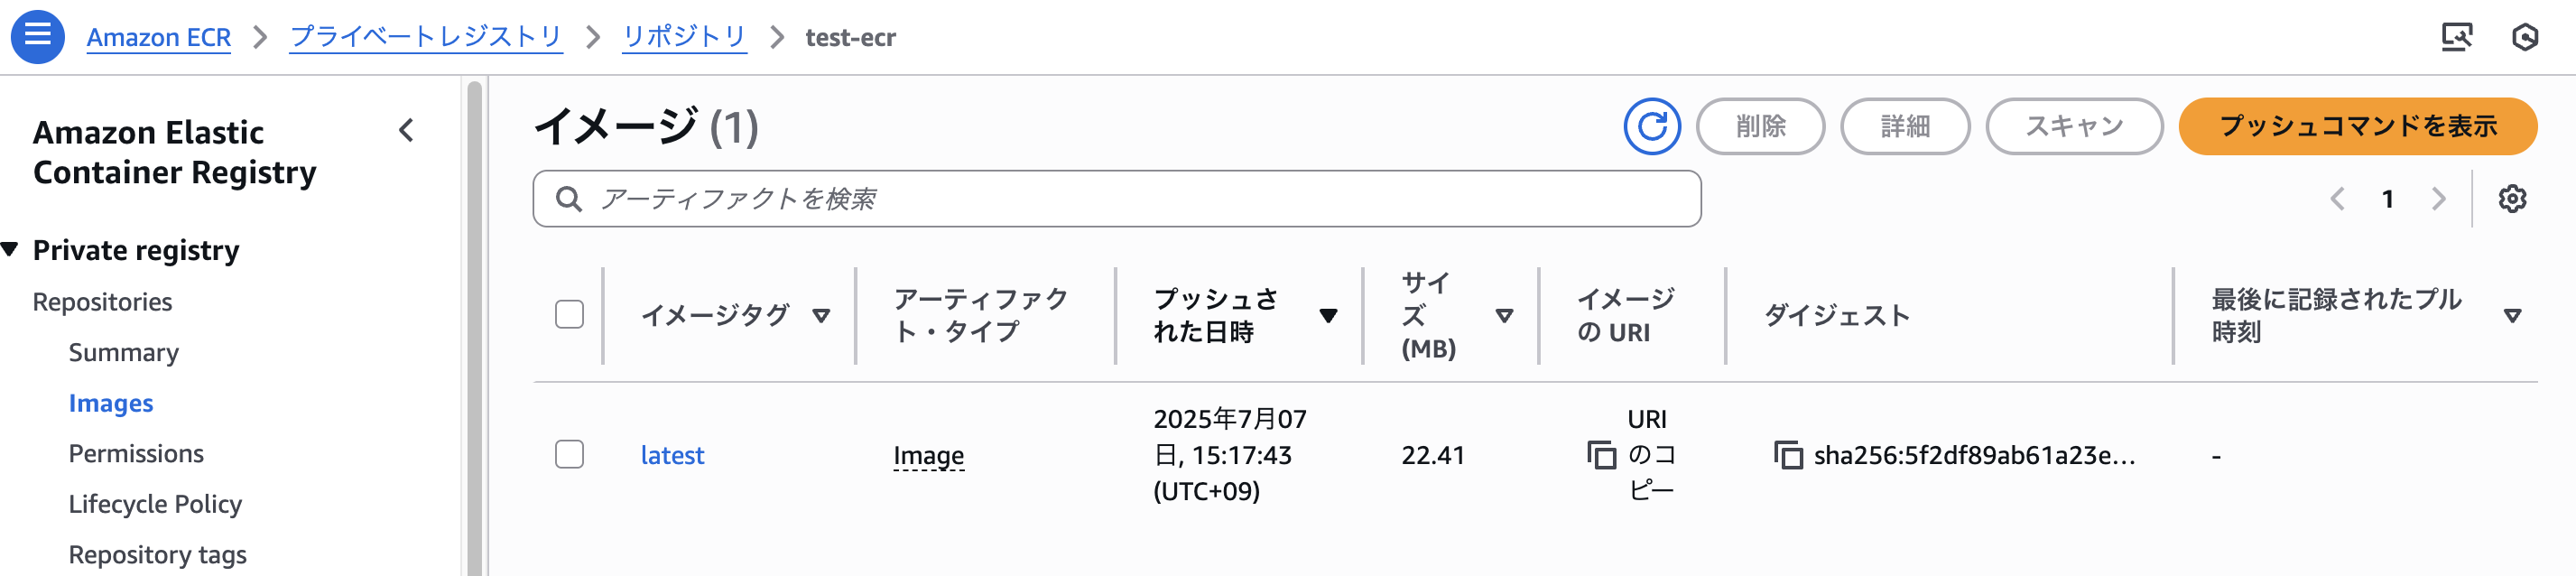 Amazon ECR > プライベートレジストリ > リポジトリ > test-ecr
Amazon Elastic
Container Registry
Private registry
Repositories
Summary
Images
Permissions
Lifecycle Policy
Repository tags
イメージ (1)
削除
詳細
スキャン
プッシュコマンドを表示
アーティファクトを検索
1
イメージタグ
アーティファク
ト・タイプ
プッシュさ
れた日時
サイ
ズ
(MB)
イメージ
の URI
ダイジェスト
最後に記録されたプル
時刻
latest
Image
2025年7月07
日, 15:17:43
(UTC+09)
22.41
URI
のコ
ピー
sha256:5f2df89ab61a23e...
-